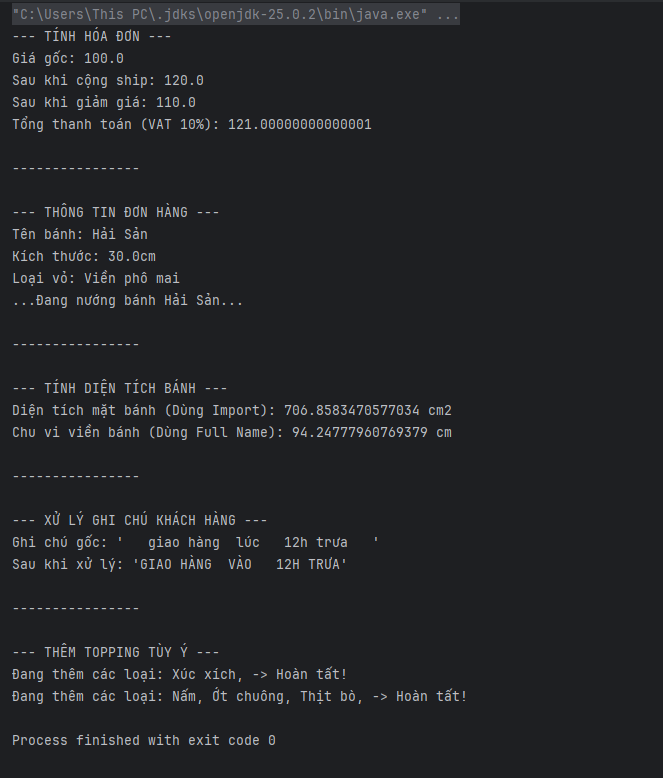 "C:\Users\This PC\.jdks\openjdk-25.0.2\bin\java.exe" ...
--- TÍNH HÓA ĐƠN ---
Giá gốc: 100.0
Sau khi cộng ship: 120.0
Sau khi giảm giá: 110.0
Tổng thanh toán (VAT 10%): 121.00000000000001
----------------
--- THÔNG TIN ĐƠN HÀNG ---
Tên bánh: Hải Sản
Kích thước: 30.0cm
Loại vỏ: Viền phô mai
...Đang nướng bánh Hải Sản...
----------------
--- TÍNH DIỆN TÍCH BÁNH ---
Diện tích mặt bánh (Dùng Import): 706.8583470577034 cm2
Chu vi viền bánh (Dùng Full Name): 94.24777960769379 cm
----------------
--- XỬ LÝ GHI CHÚ KHÁCH HÀNG ---
Ghi chú gốc: '   giao hàng  lúc   12h trưa   '
Sau khi xử lý: 'GIAO HÀNG  VÀO   12H TRƯA'
----------------
--- THÊM TOPPING TÙY Ý ---
Đang thêm các loại: Xúc xích, -> Hoàn tất!
Đang thêm các loại: Nấm, Ớt chuông, Thịt bò, -> Hoàn tất!
Process finished with exit code 0